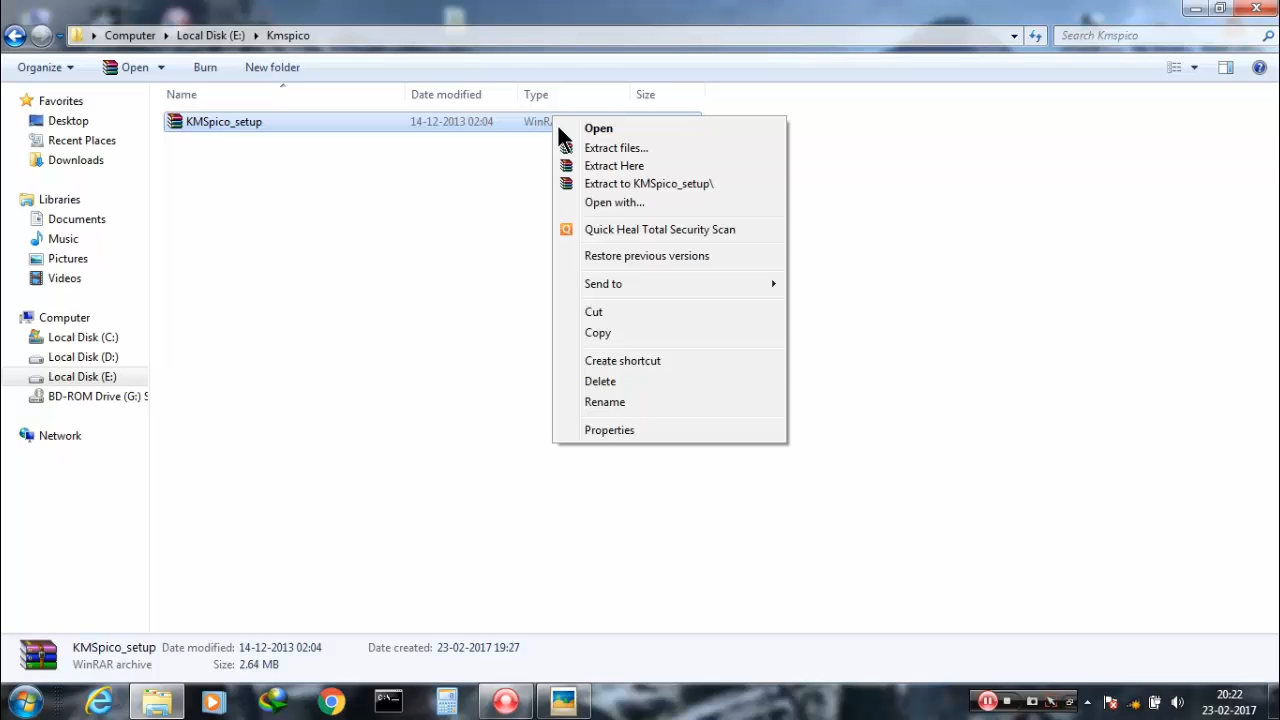 Computer Local Disk (E:) Kmspico
Search Kmspico
Organize Open Burn New folder
Name Date modified Type Size
KMSpico_setup 14-12-2013 02:04
Favorites
Desktop
Recent Places
Downloads
Libraries
Documents
Music
Pictures
Videos
Computer
Local Disk (C:)
Local Disk (D:)
Local Disk (E:)
BD-ROM Drive (G:) S
Network
Open
Extract files...
Extract Here
Extract to KMSpico_setup\
Open with...
Quick Heal Total Security Scan
Restore previous versions
Send to
Cut
Copy
Create shortcut
Delete
Rename
Properties
KMSpico_setup Date modified: 14-12-2013 02:04 Date created: 23-02-2017 19:27
WinRAR archive Size: 2.64 MB
20:22
23-02-2017